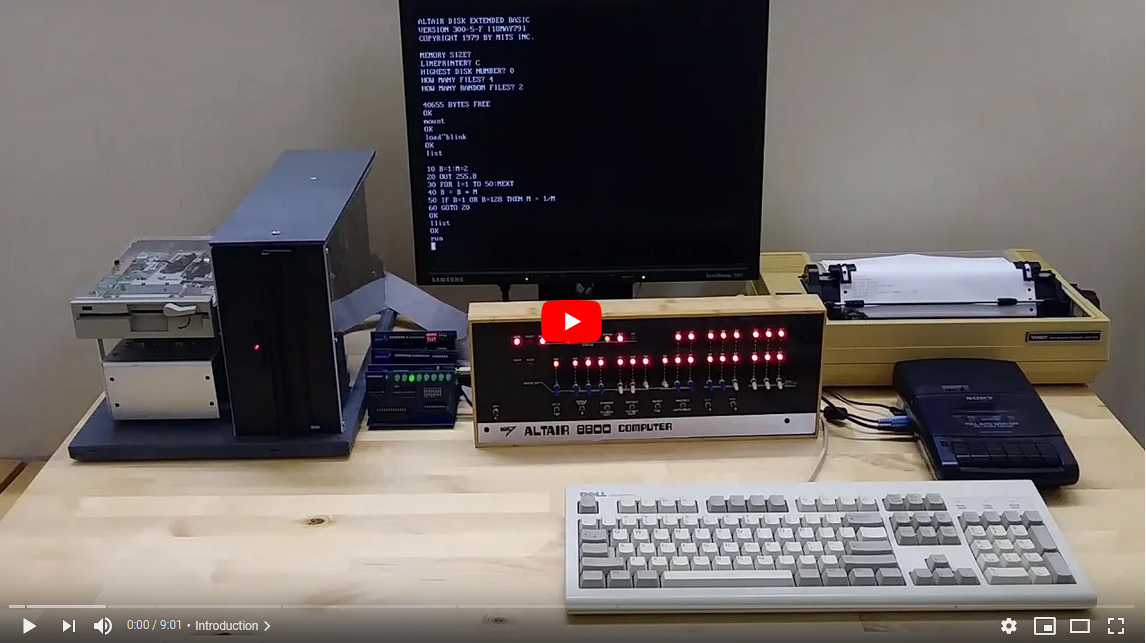 ALTAIR DISK EXTENDED BASIC
VERSION 300-5-F [18MAY79]
COPYRIGHT 1979 BY MITS INC.
MEMORY SIZE?
LINEPRINTER? C
HIGHEST DISK NUMBER? 0
HOW MANY FILES? 4
HOW MANY RANDOM FILES? 2
40655 BYTES FREE
OK
mount
OK
load"blink
OK
list
10 B=1:M=2
20 OUT 255,B
30 FOR I=1 TO 50:NEXT
40 B = B * M
50 IF B=1 OR B=128 THEN M = 1/M
60 GOTO 20
OK
llist
OK
run
SAMSUNG
TANDY
SONY
ALTAIR 8800 COMPUTER
DELL
0:00 / 9:01 • Introduction